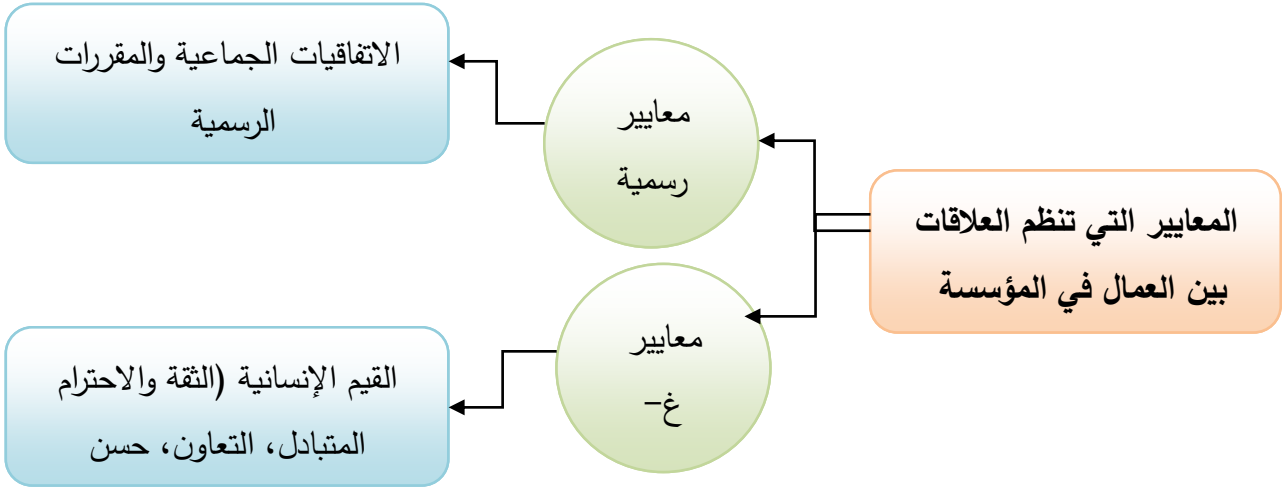 المعايير التي تنظم العلاقات
بين العمال في المؤسسة
معايير
رسمية
الاتفاقيات الجماعية والمقررات
الرسمية
معايير
غ-
القيم الإنسانية (الثقة والاحترام
المتبادل، التعاون، حسن